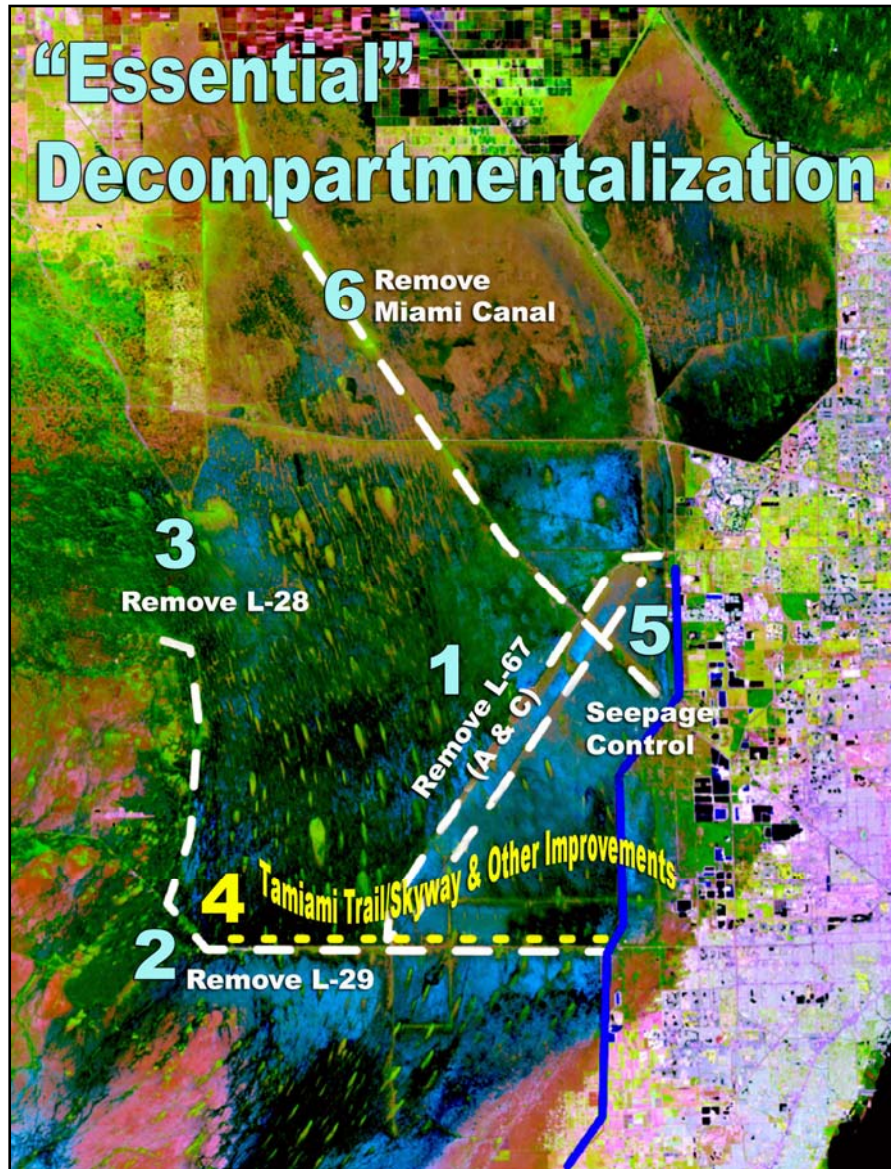 “Essential”
Decompartmentalization
6
Remove
Miami Canal
3
Remove L-28
1
Remove L-67
(A & C)
5
Seepage
Control
4
Tamiami Trail/Skyway & Other Improvements
2
Remove L-29